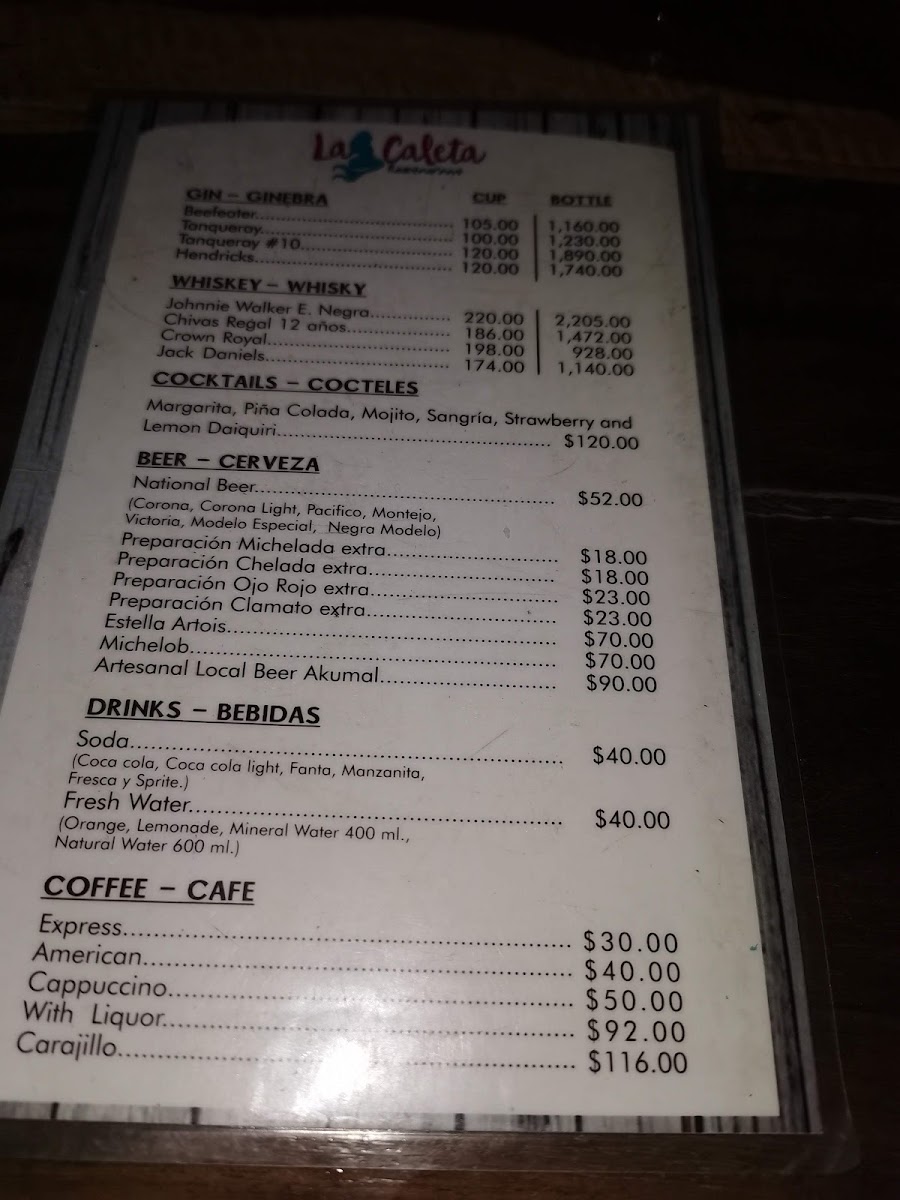 La Caleta
Restaurant
GIN - GINEBRA CUP BOTTLE
Beefeater................................ 105.00 1,160.00
Tanqueray................................ 100.00 1,230.00
Tanqueray #10............................ 120.00 1,890.00
Hendricks................................ 120.00 1,740.00
WHISKEY - WHISKY
Johnnie Walker E. Negra............... 220.00 2,205.00
Chivas Regal 12 años.................. 186.00 1,472.00
Crown Royal........................... 198.00 928.00
Jack Daniels.......................... 174.00 1,140.00
COCKTAILS - COCTELES
Margarita, Piña Colada, Mojito, Sangría, Strawberry and
Lemon Daiquiri............................................. $120.00
BEER - CERVEZA
National Beer................................................ $52.00
(Corona, Corona Light, Pacifico, Montejo,
Victoria, Modelo Especial, Negra Modelo)
Preparación Michelada extra............................ $18.00
Preparación Chelada extra.............................. $18.00
Preparación Ojo Rojo extra............................. $23.00
Preparación Clamato extra.............................. $23.00
Estella Artois................................................ $70.00
Michelob...................................................... $70.00
Artesanal Local Beer Akumal............................ $90.00
DRINKS - BEBIDAS
Soda............................................................ $40.00
(Coca cola, Coca cola light, Fanta, Manzanita,
Fresca y Sprite.)
Fresh Water................................................... $40.00
(Orange, Lemonade, Mineral Water 400 ml.,
Natural Water 600 ml.)
COFFEE - CAFE
Express......................................................... $30.00
American........................................................ $40.00
Cappuccino...................................................... $50.00
With Liquor..................................................... $92.00
Carajillo....................................................... $116.00